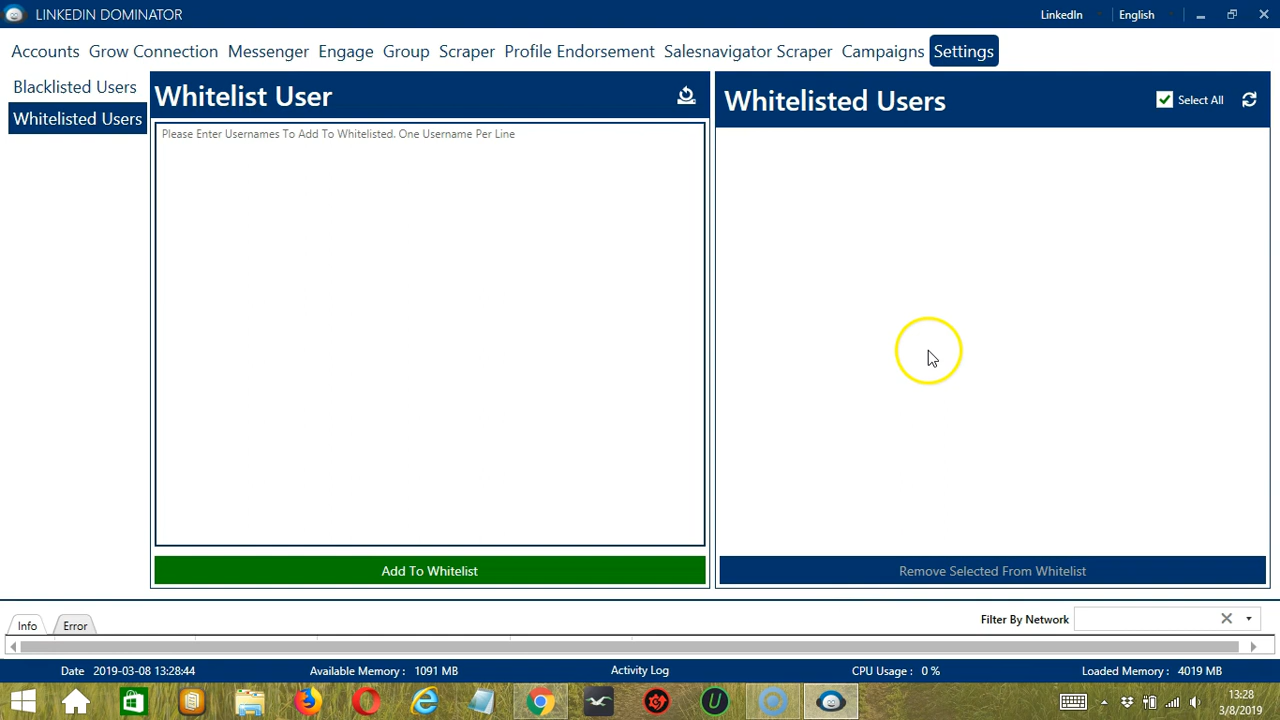 LINKEDIN DOMINATOR
LinkedIn
English
Accounts
Grow Connection
Messenger
Engage
Group
Scraper
Profile Endorsement
Salesnavigator Scraper
Campaigns
Settings
Blacklisted Users
Whitelisted Users
Whitelist User
Please Enter Usernames To Add To Whitelisted. One Username Per Line
Add To Whitelist
Whitelisted Users
Select All
Remove Selected From Whitelist
Info
Error
Filter By Network
Date 2019-03-08 13:28:44
Available Memory : 1091 MB
Activity Log
CPU Usage : 0 %
Loaded Memory : 4019 MB
13:28
3/8/2019